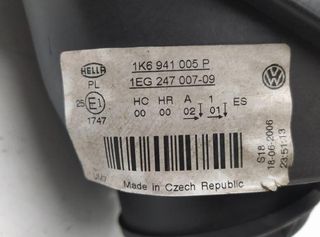 HELLA
PL
1K6 941 005 P
1EG 247 007-09
25 E1
1747
HC HR A 1 ES
00 00 02 01
Made in Czech Republic
S18
18-06-2006
23:51:13